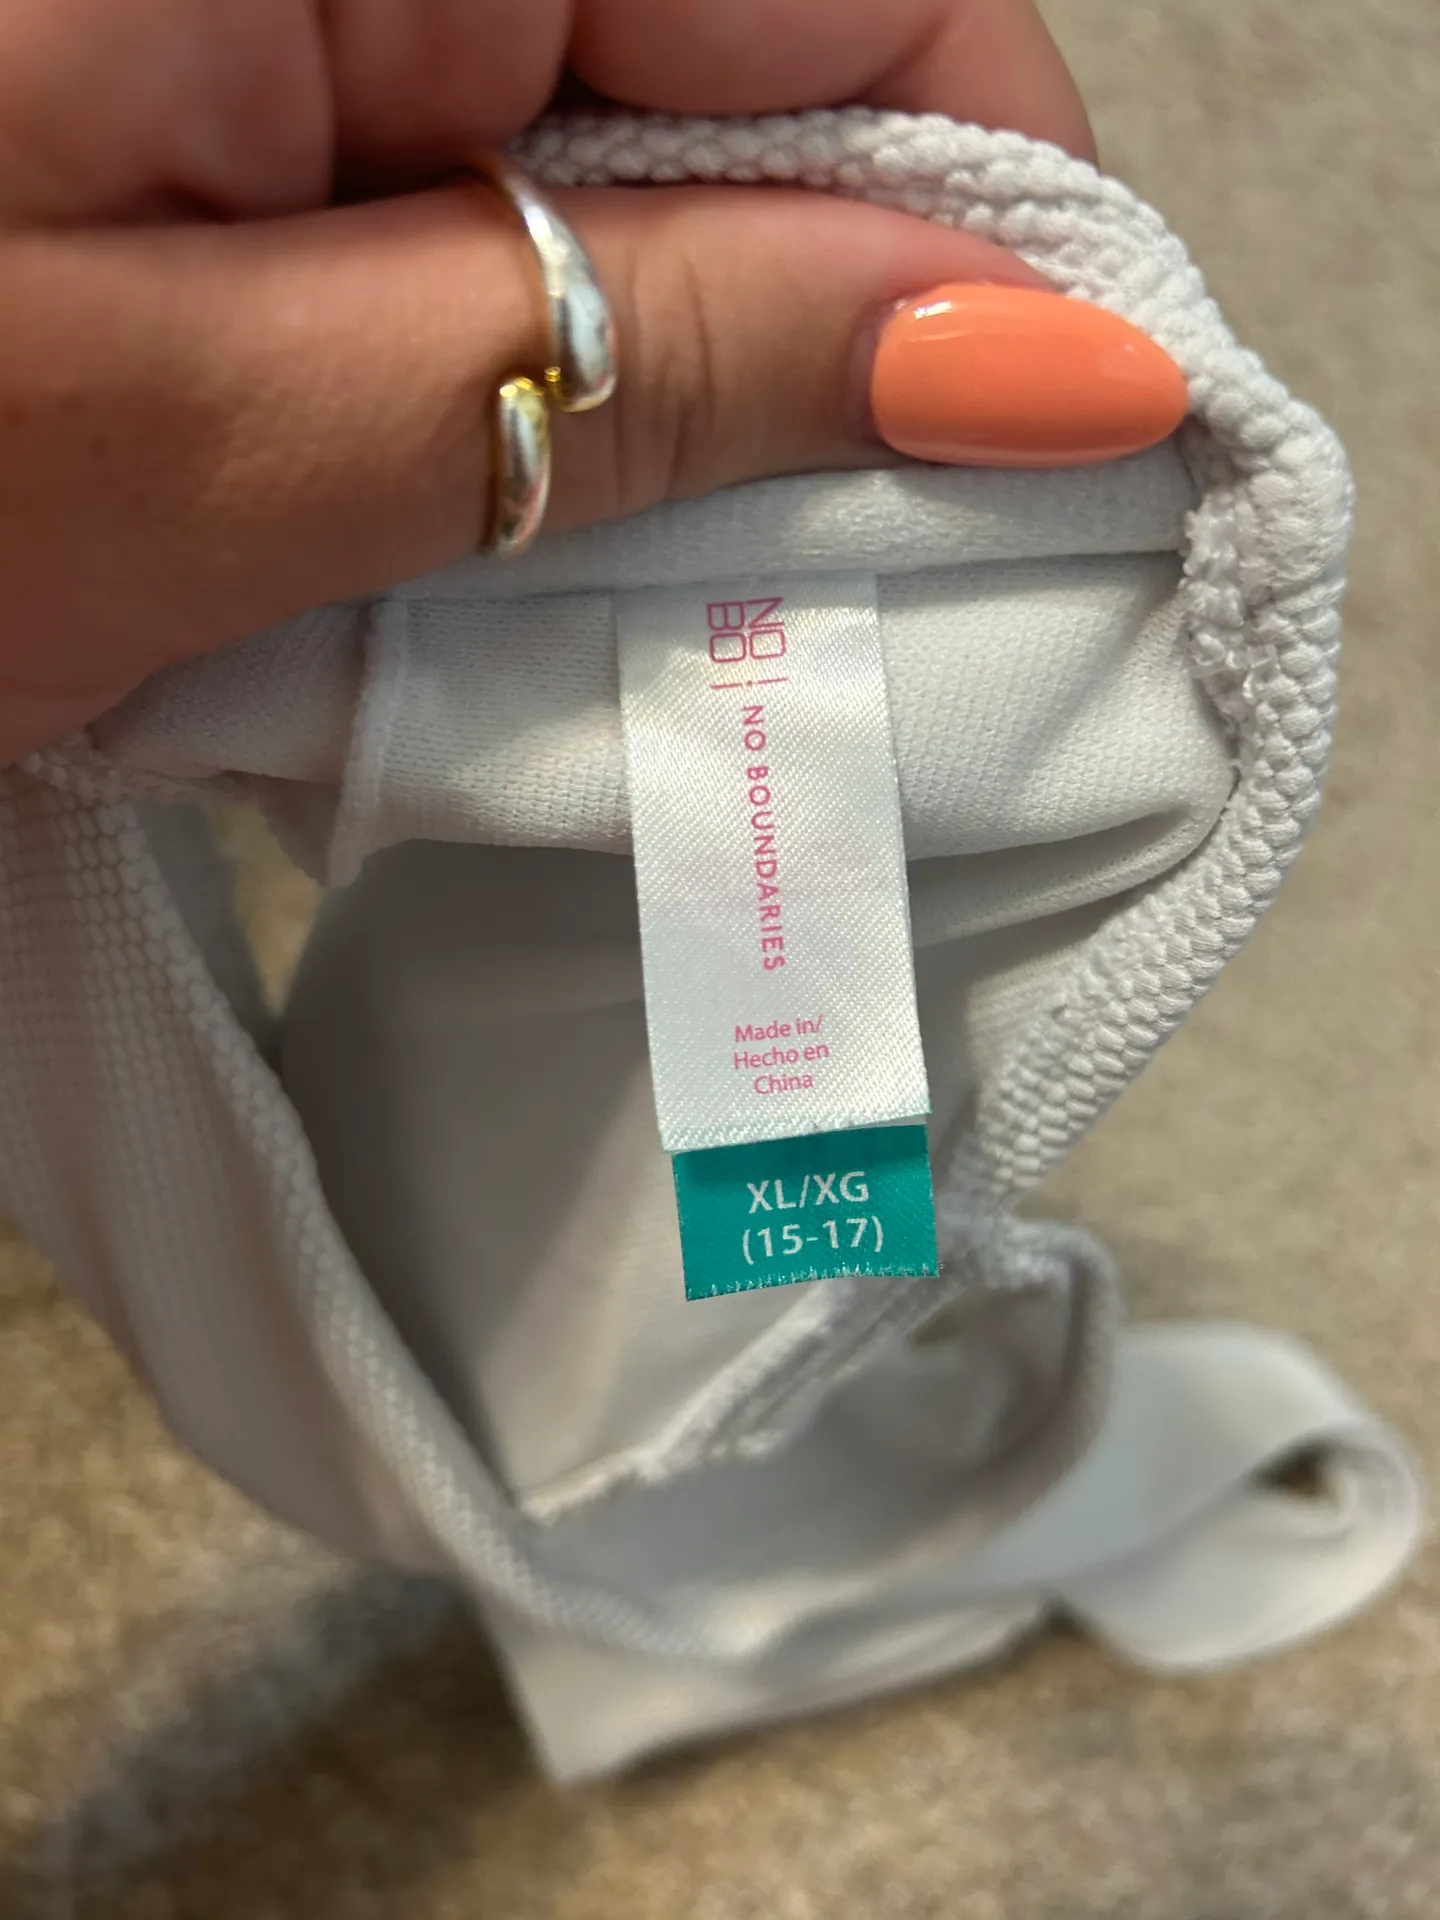 NO
BO
NO BOUNDARIES
Made in/
Hecho en
China
XL/XG
(15-17)